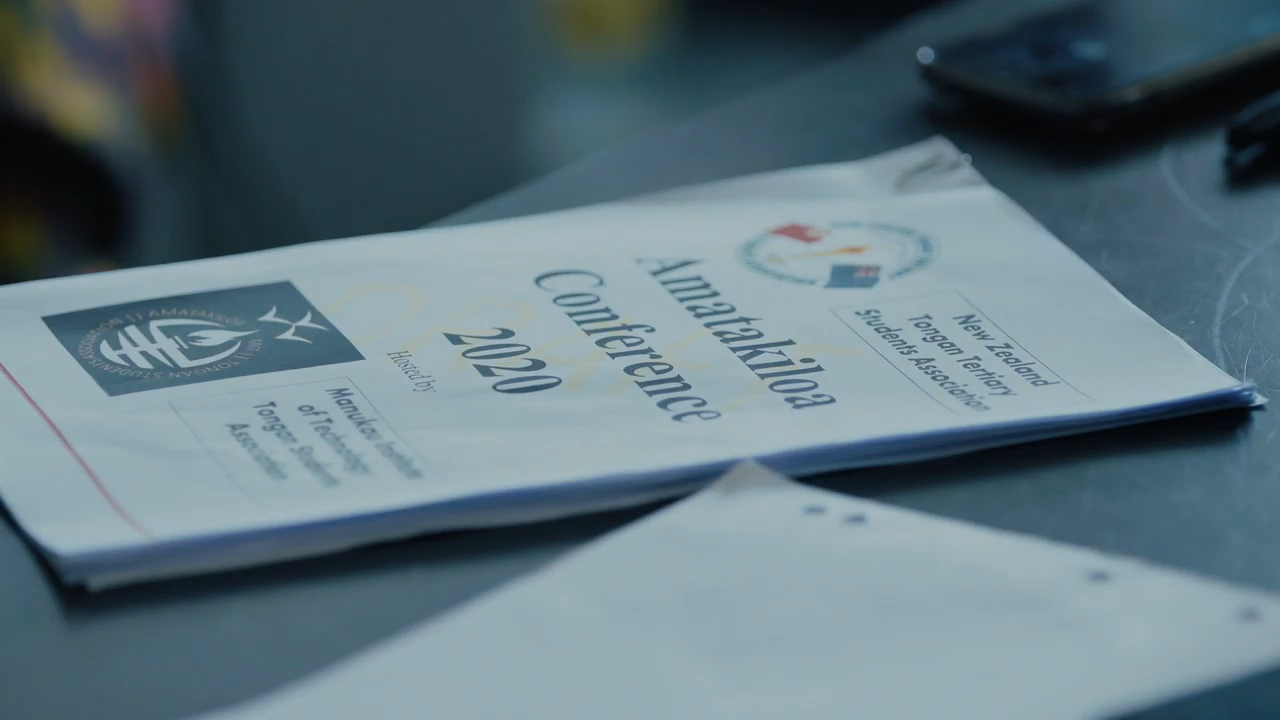 New Zealand
Tongan Tertiary
Students Association
Amatakiloa
Conference
2020
Hosted by
Manukau Institute
of Technology
Tongan Students
Association